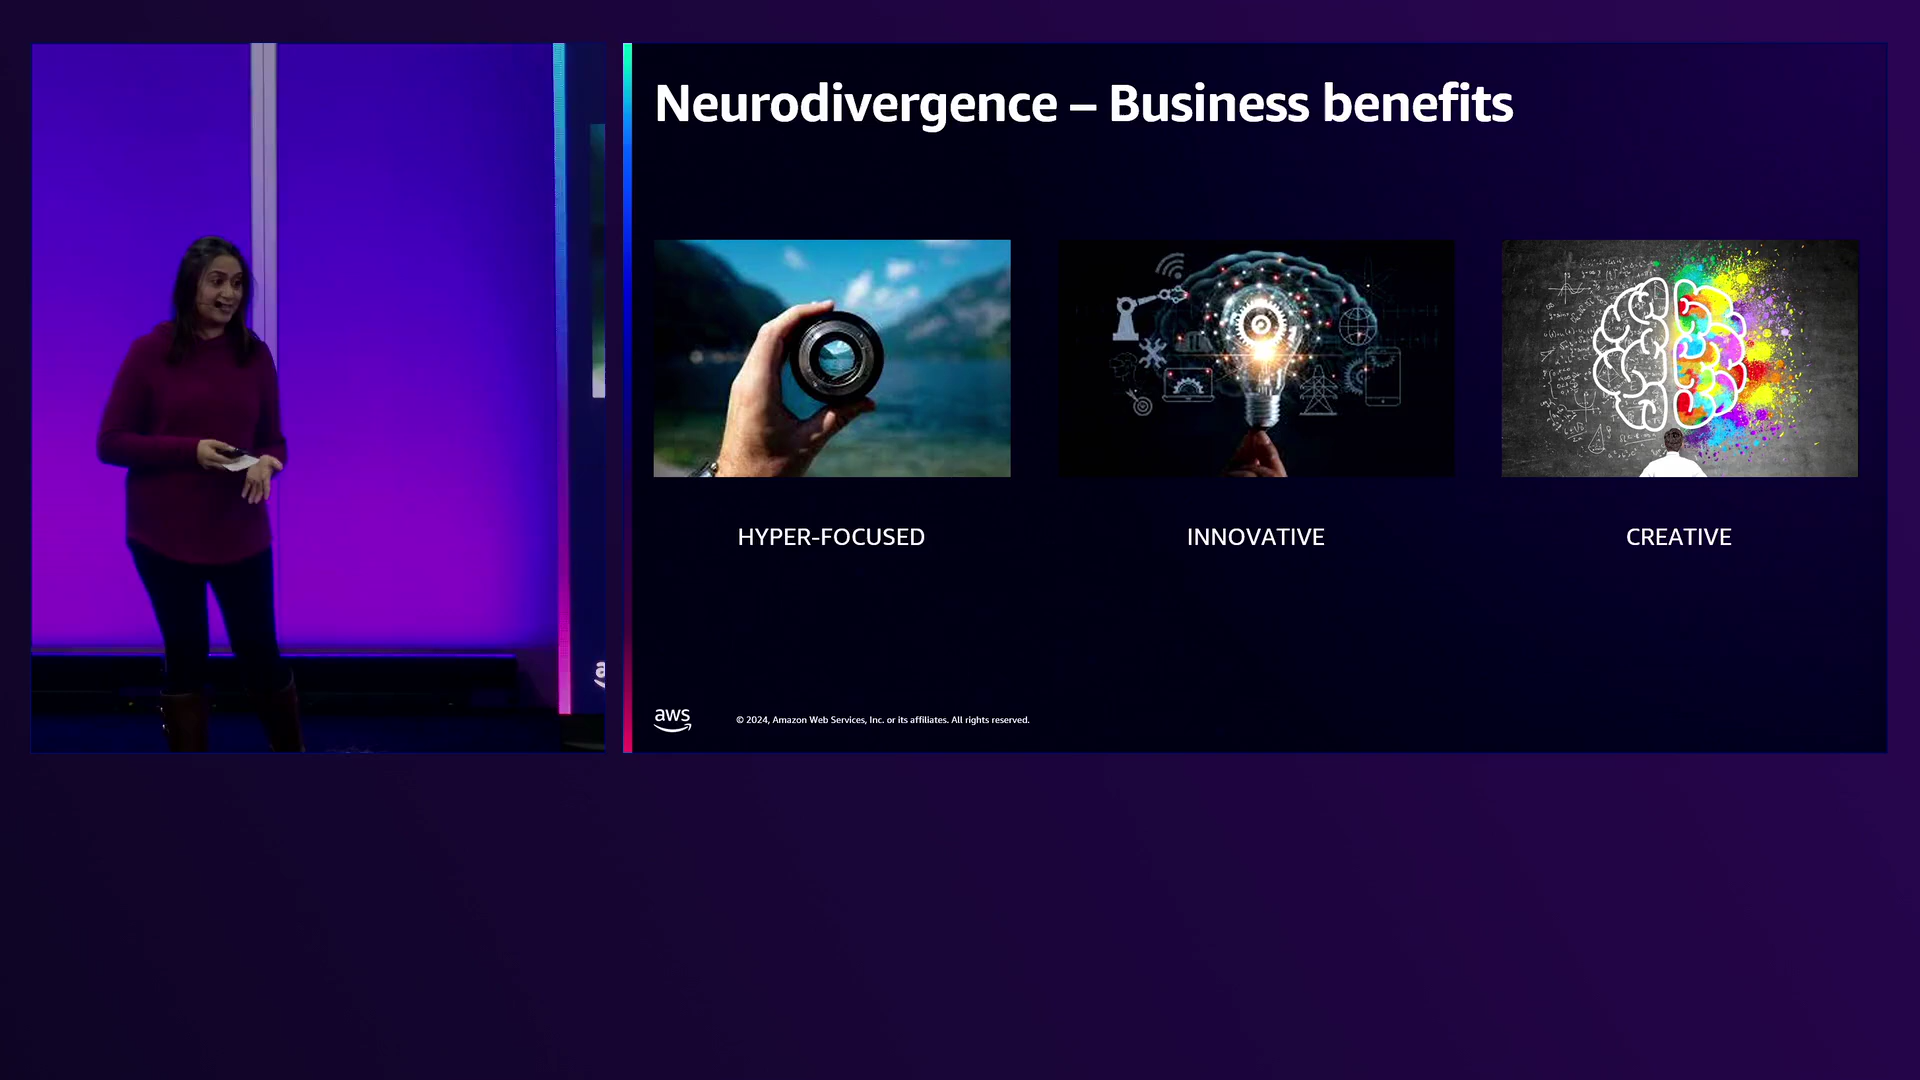 Neurodivergence – Business benefits
HYPER-FOCUSED
INNOVATIVE
CREATIVE
aws
© 2024, Amazon Web Services, Inc. or its affiliates. All rights reserved.